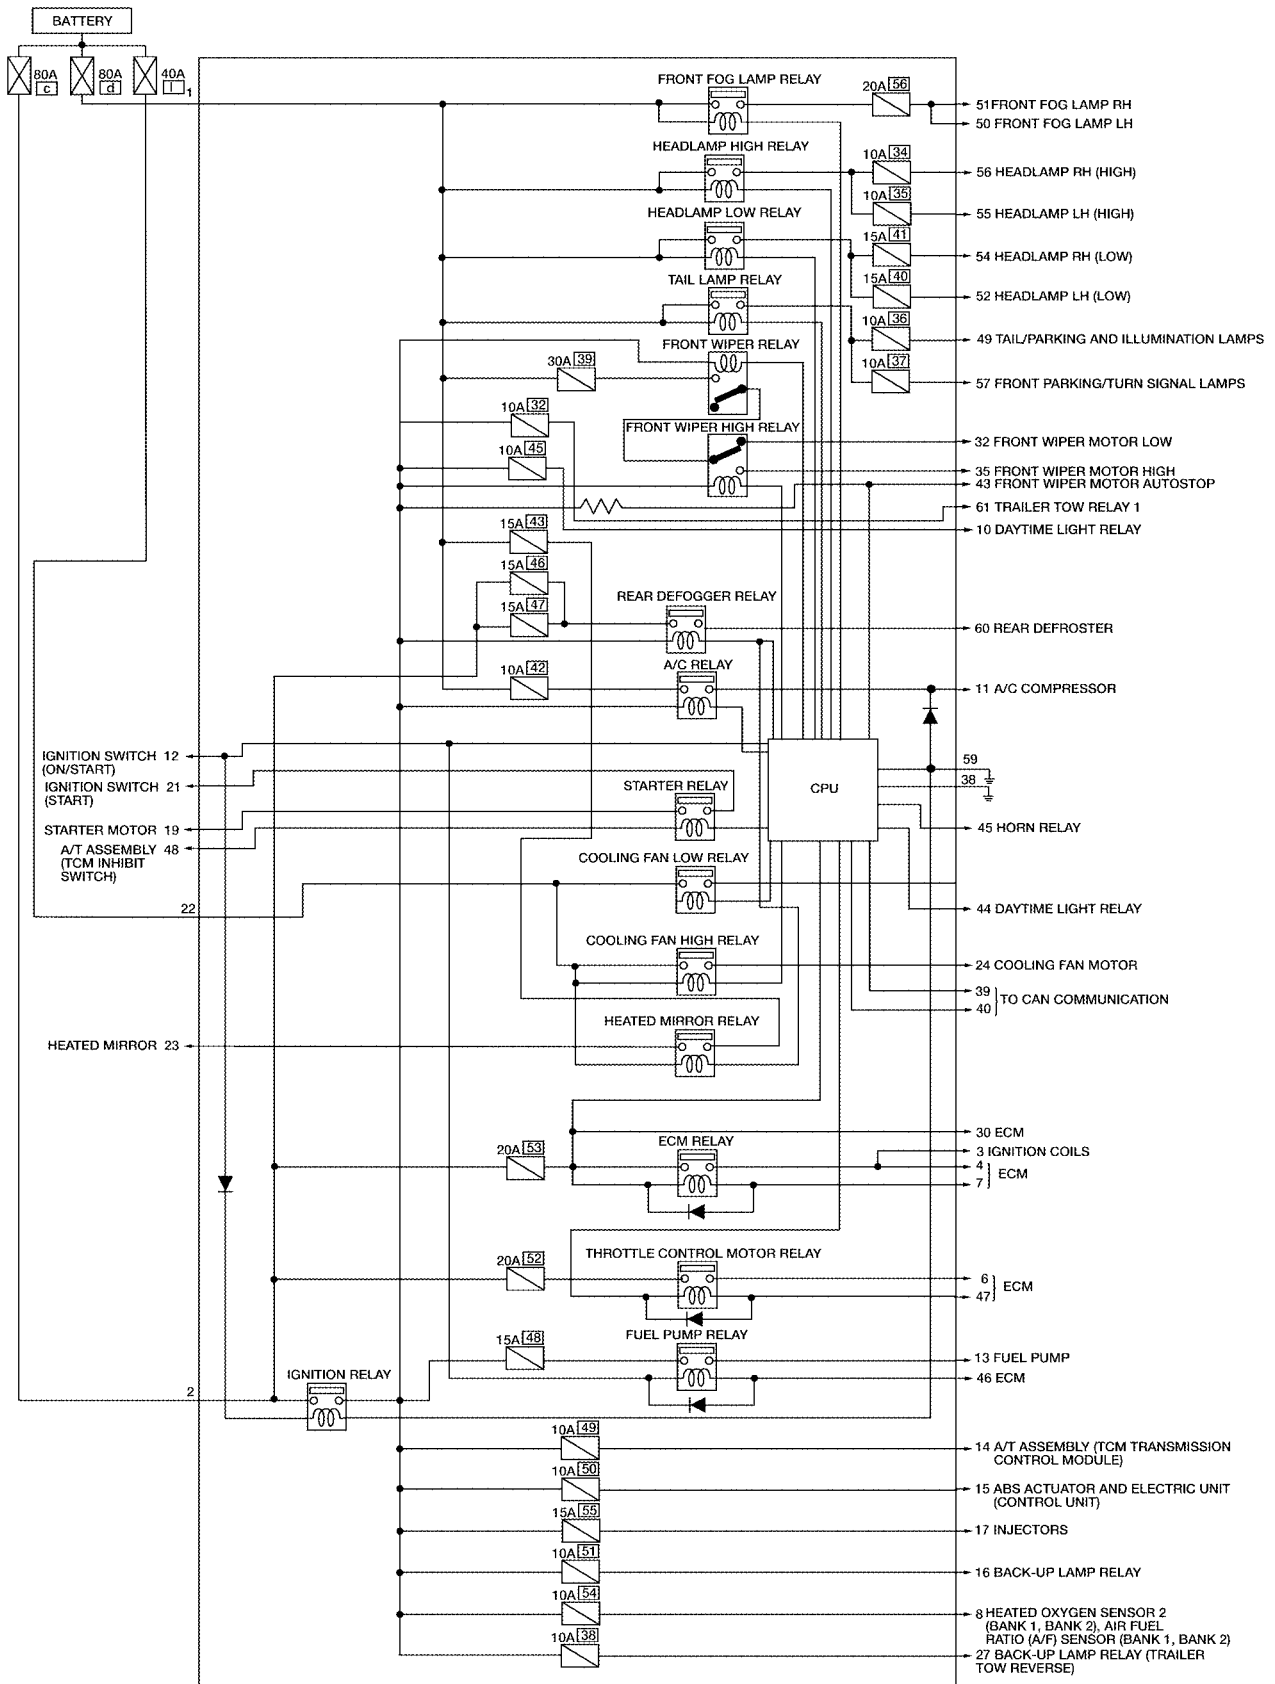 BATTERY
80A
c
80A
d
40A
l
1
FRONT FOG LAMP RELAY
20A 56
51 FRONT FOG LAMP RH
50 FRONT FOG LAMP LH
HEADLAMP HIGH RELAY
10A 34
56 HEADLAMP RH (HIGH)
10A 35
55 HEADLAMP LH (HIGH)
HEADLAMP LOW RELAY
15A 41
54 HEADLAMP RH (LOW)
15A 40
52 HEADLAMP LH (LOW)
TAIL LAMP RELAY
10A 36
49 TAIL/PARKING AND ILLUMINATION LAMPS
FRONT WIPER RELAY
30A 39
10A 37
57 FRONT PARKING/TURN SIGNAL LAMPS
10A 32
FRONT WIPER HIGH RELAY
32 FRONT WIPER MOTOR LOW
10A 45
35 FRONT WIPER MOTOR HIGH
43 FRONT WIPER MOTOR AUTOSTOP
61 TRAILER TOW RELAY 1
15A 43
10 DAYTIME LIGHT RELAY
15A 46
REAR DEFOGGER RELAY
15A 47
60 REAR DEFROSTER
10A 42
A/C RELAY
11 A/C COMPRESSOR
IGNITION SWITCH 12
(ON/START)
59
IGNITION SWITCH 21
(START)
STARTER RELAY
CPU
38
STARTER MOTOR 19
45 HORN RELAY
A/T ASSEMBLY 48
(TCM INHIBIT
SWITCH)
COOLING FAN LOW RELAY
22
44 DAYTIME LIGHT RELAY
COOLING FAN HIGH RELAY
24 COOLING FAN MOTOR
39
40
TO CAN COMMUNICATION
HEATED MIRROR RELAY
HEATED MIRROR 23
30 ECM
20A 53
ECM RELAY
3 IGNITION COILS
4
7
ECM
20A 52
THROTTLE CONTROL MOTOR RELAY
6
47
ECM
15A 48
FUEL PUMP RELAY
13 FUEL PUMP
46 ECM
2
IGNITION RELAY
10A 49
14 A/T ASSEMBLY (TCM TRANSMISSION
CONTROL MODULE)
10A 50
15 ABS ACTUATOR AND ELECTRIC UNIT
(CONTROL UNIT)
15A 55
17 INJECTORS
10A 51
16 BACK-UP LAMP RELAY
10A 54
8 HEATED OXYGEN SENSOR 2
(BANK 1, BANK 2), AIR FUEL
RATIO (A/F) SENSOR (BANK 1, BANK 2)
10A 38
27 BACK-UP LAMP RELAY (TRAILER
TOW REVERSE)